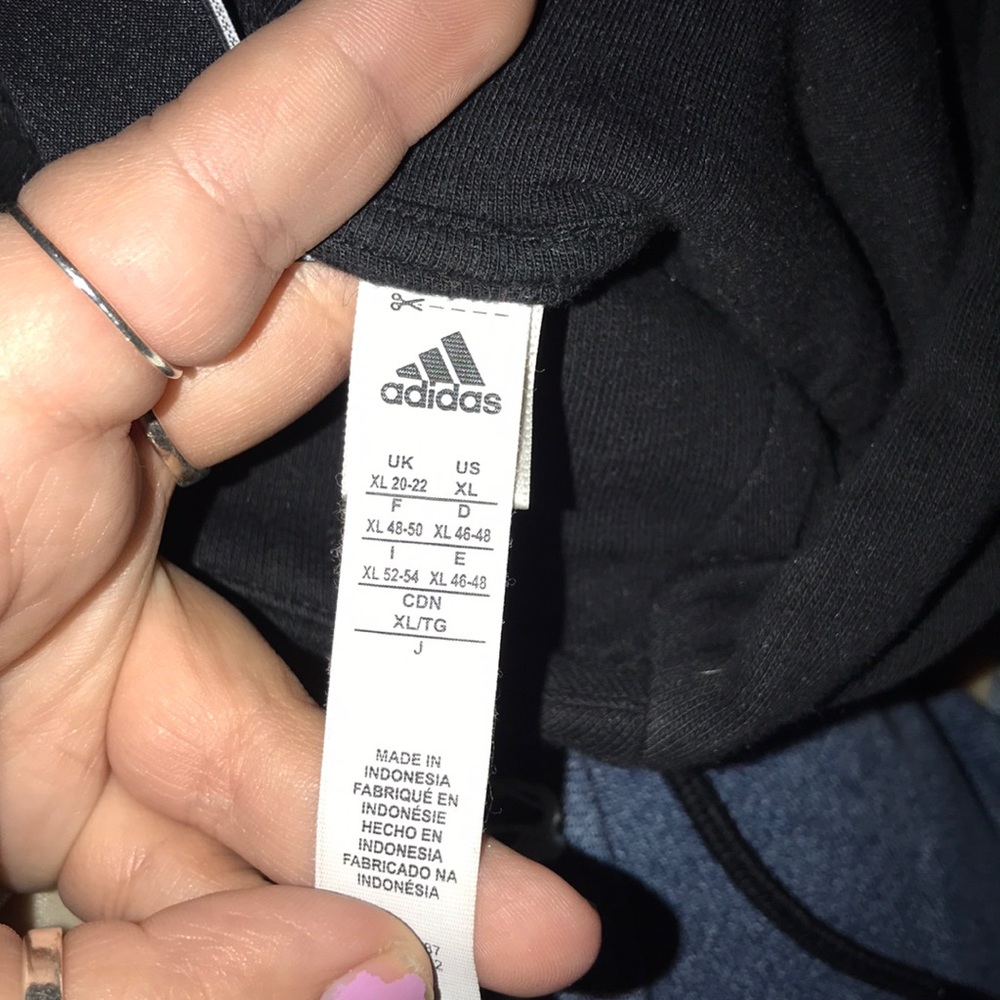 adidas
UK US
XL 20-22 XL
F D
XL 48-50 XL 46-48
I E
XL 52-54 XL 46-48
CDN
XL/TG
J
MADE IN
INDONESIA
FABRIQUÉ EN
INDONÉSIE
HECHO EN
INDONESIA
FABRICADO NA
INDONÉSIA